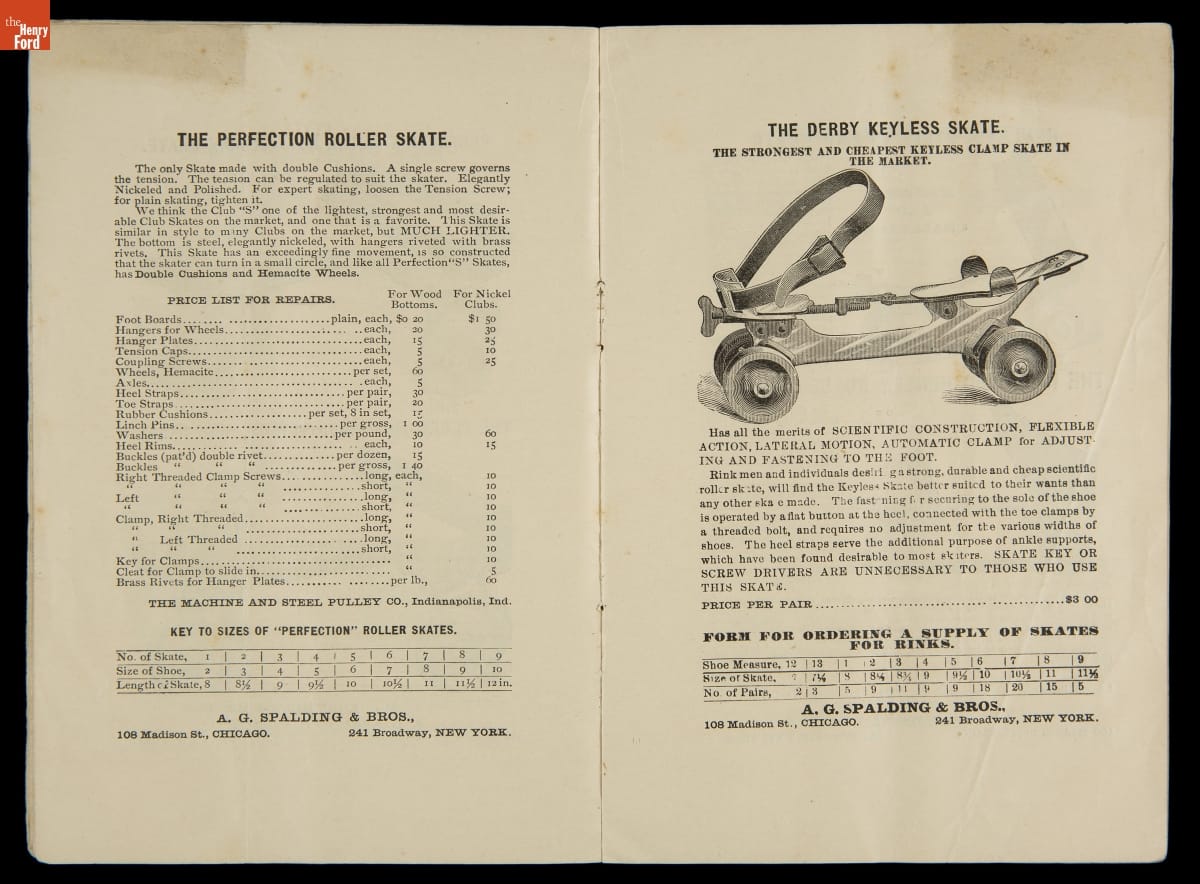 the
Henry
Ford
THE PERFECTION ROLLER SKATE.
The only Skate made with double Cushions. A single screw governs
the tension. The tension can be regulated to suit the skater. Elegantly
Nickeled and Polished. For expert skating, loosen the Tension Screw;
for plain skating, tighten it.
We think the Club "S" one of the lightest, strongest and most desir-
able Club Skates on the market, and one that is a favorite. This Skate is
similar in style to many Clubs on the market, but MUCH LIGHTER.
The bottom is steel, elegantly nickeled, with hangers riveted with brass
rivets. This Skate has an exceedingly fine movement, is so constructed
that the skater can turn in a small circle, and like all Perfection "S" Skates,
has Double Cushions and Hemacite Wheels.
PRICE LIST FOR REPAIRS. For Wood Bottoms. For Nickel Clubs.
Foot Boards........ ........................plain, each, $0 20 $1 50
Hangers for Wheels........................ ..each, 20 30
Hanger Plates..............................each, 15 25
Tension Caps..............................each, 5 10
Coupling Screws............................each, 5 25
Wheels, Hemacite..........................per set, 60
Axles.................................... .each, 5
Heel Straps..............................per pair, 30
Toe Straps..............................per pair, 20
Rubber Cushions..................per set, 8 in set, 15
Linch Pins.. ............................per gross, 1 00
Washers ..............................per pound, 30 60
Heel Rims............................ .. each, 10 15
Buckles (pat'd) double rivet.............per dozen, 15
Buckles " " " .............per gross, 1 40
Right Threaded Clamp Screws..............long, each, 10
" " " " ..............short, " 10
Left " " " ..............long, " 10
" " " " ..............short, " 10
Clamp, Right Threaded....................long, " 10
" " " ....................short, " 10
" Left Threaded .................. ....long, " 10
" " " ....................short, " 10
Key for Clamps.................................. " 10
Cleat for Clamp to slide in........................ " 5
Brass Rivets for Hanger Plates........... ........per lb., 60
THE MACHINE AND STEEL PULLEY CO., Indianapolis, Ind.
KEY TO SIZES OF "PERFECTION" ROLLER SKATES.
No. of Skate, 1 | 2 | 3 | 4 | 5 | 6 | 7 | 8 | 9
Size of Shoe, 2 | 3 | 4 | 5 | 6 | 7 | 8 | 9 | 10
Length of Skate, 8 | 8½ | 9 | 9½ | 10 | 10½ | 11 | 11½ | 12 in.
A. G. SPALDING & BROS.,
108 Madison St., CHICAGO. 241 Broadway, NEW YORK.
THE DERBY KEYLESS SKATE.
THE STRONGEST AND CHEAPEST KEYLESS CLAMP SKATE IN
THE MARKET.
Has all the merits of SCIENTIFIC CONSTRUCTION, FLEXIBLE
ACTION, LATERAL MOTION, AUTOMATIC CLAMP for ADJUST-
ING AND FASTENING TO THE FOOT.
Rink men and individuals desiri g a strong, durable and cheap scientific
roller sk te, will find the Keyless Skate better suited to their wants than
any other ska e made. The fast ning f r securing to the sole of the shoe
is operated by a flat button at the heel, connected with the toe clamps by
a threaded bolt, and requires no adjustment for the various widths of
shoes. The heel straps serve the additional purpose of ankle supports,
which have been found desirable to most skaters. SKATE KEY OR
SCREW DRIVERS ARE UNNECESSARY TO THOSE WHO USE
THIS SKATE.
PRICE PER PAIR ............................... .............$3 00
FORM FOR ORDERING A SUPPLY OF SKATES
FOR RINKS.
Shoe Measure, 12 | 13 | 1 | 2 | 3 | 4 | 5 | 6 | 7 | 8 | 9
Size of Skate, 7 | 7½ | 8 | 8¼ | 8½ | 9 | 9½ | 10 | 10½ | 11 | 11½
No. of Pairs, 2 | 3 | 5 | 9 | 11 | 9 | 9 | 18 | 20 | 15 | 5
A. G. SPALDING & BROS.,
108 Madison St., CHICAGO. 241 Broadway, NEW YORK.